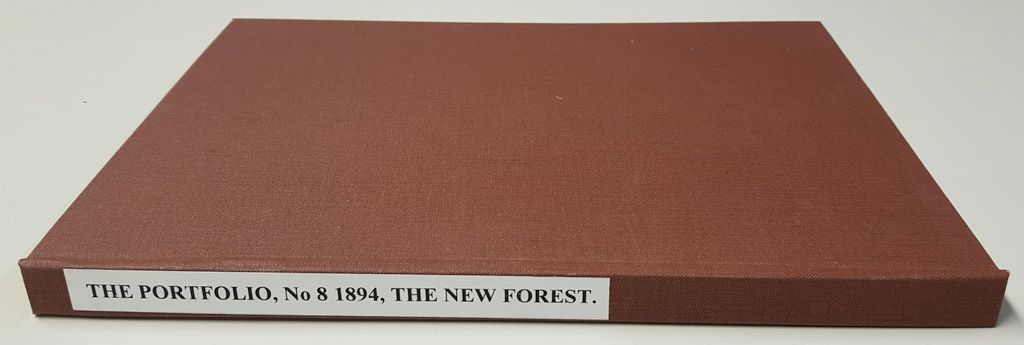 THE PORTFOLIO, No 8 1894, THE NEW FOREST.